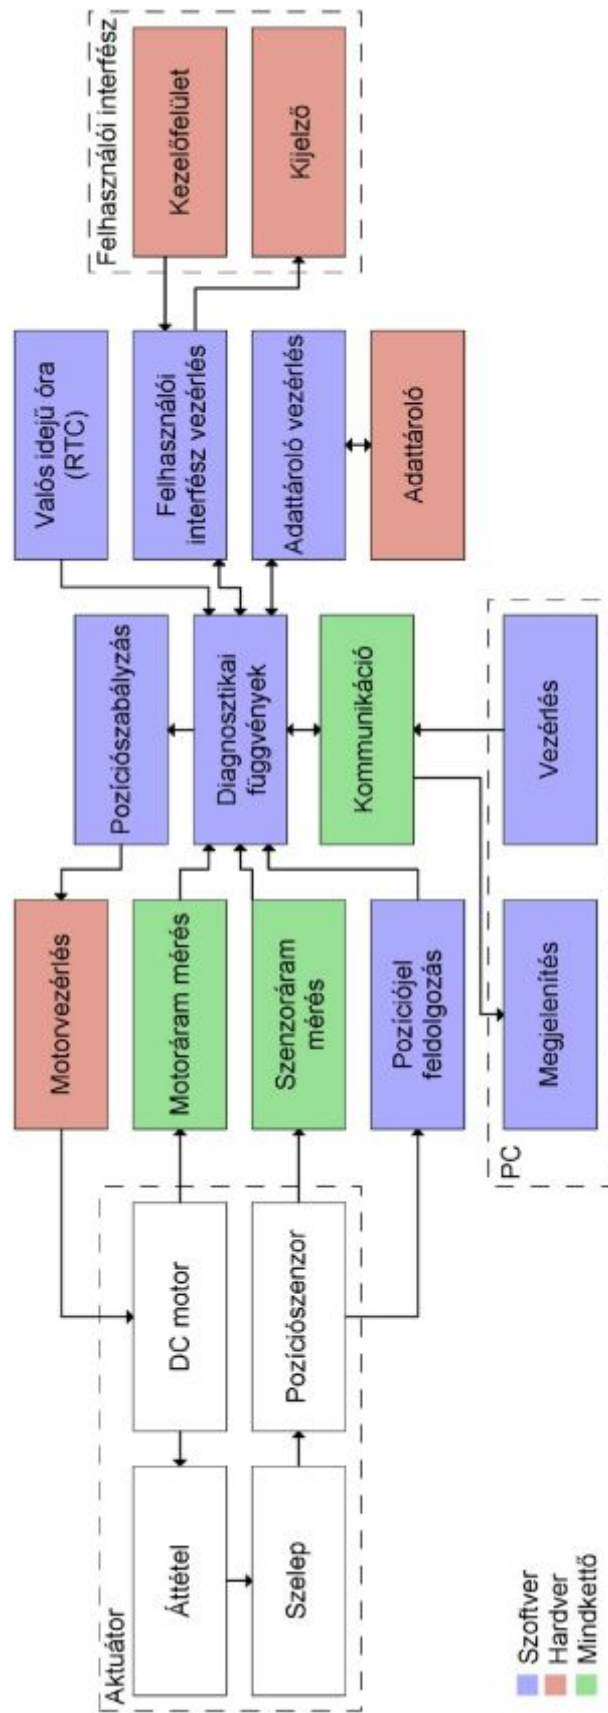 Felhasználói interfész
Kezelőfelület
Kijelző
Valós idejű óra
(RTC)
Felhasználói
interfész vezérlés
Adattároló vezérlés
Adattároló
Pozíciószabályzás
Diagnosztikai
függvények
Kommunikáció
Vezérlés
Motorvezérlés
Motoráram mérés
Szenzoráram
mérés
Pozíciójel
feldolgozás
Megjelenítés
PC
Aktuátor
DC motor
Pozíciószenzor
Áttétel
Szelep
Szoftver
Hardver
Mindkettő